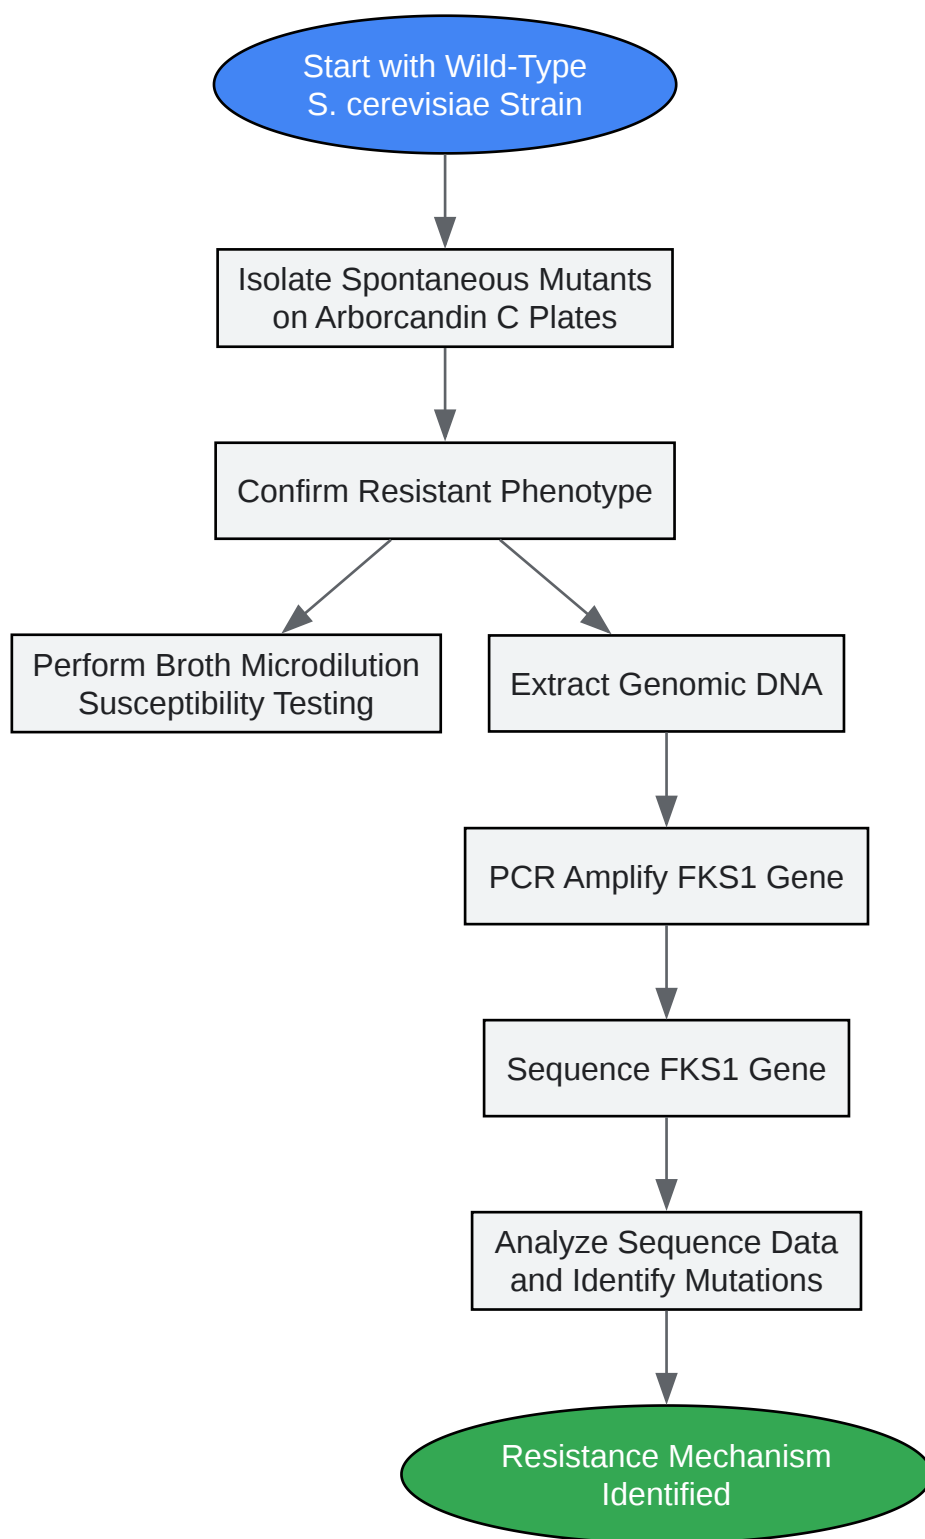 Start with Wild-Type
S. cerevisiae Strain
Isolate Spontaneous Mutants
on Arborcandin C Plates
Confirm Resistant Phenotype
Perform Broth Microdilution
Susceptibility Testing
Extract Genomic DNA
PCR Amplify FKS1 Gene
Sequence FKS1 Gene
Analyze Sequence Data
and Identify Mutations
Resistance Mechanism
Identified